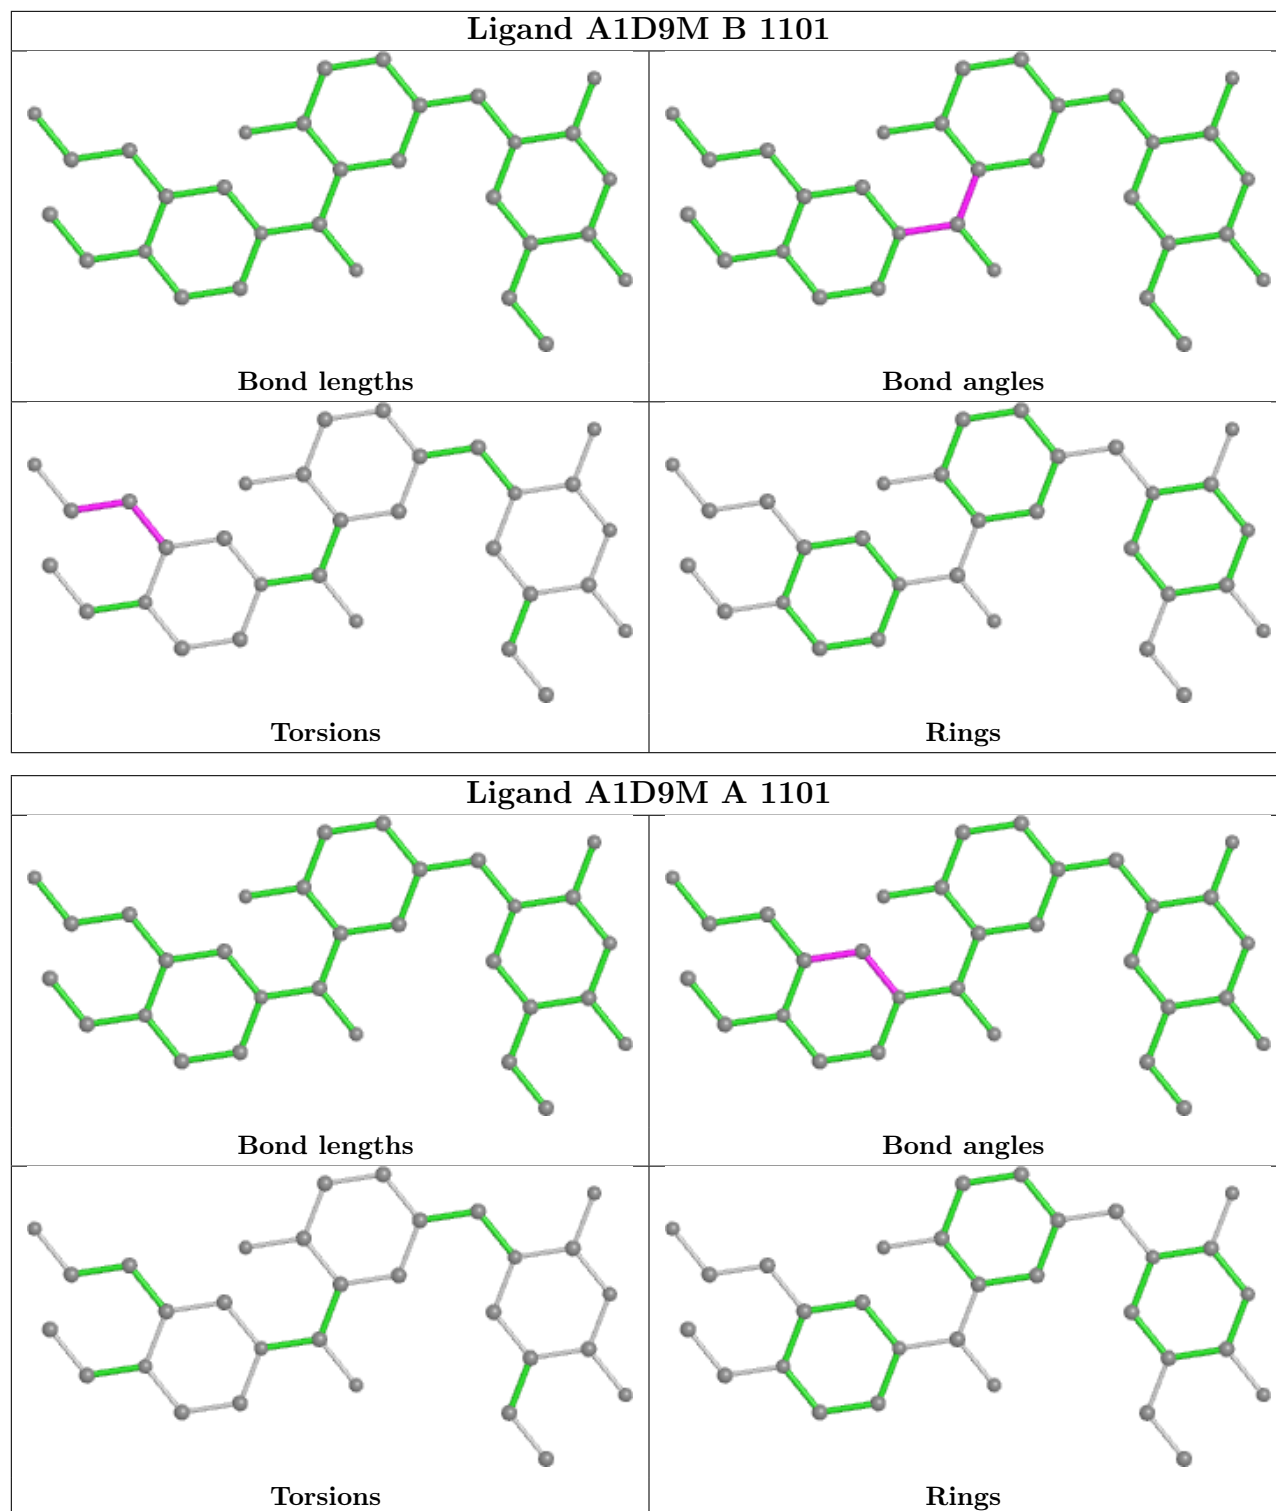 Ligand A1D9M B 1101
Bond lengths
Bond angles
Torsions
Rings
Ligand A1D9M A 1101
Bond lengths
Bond angles
Torsions
Rings